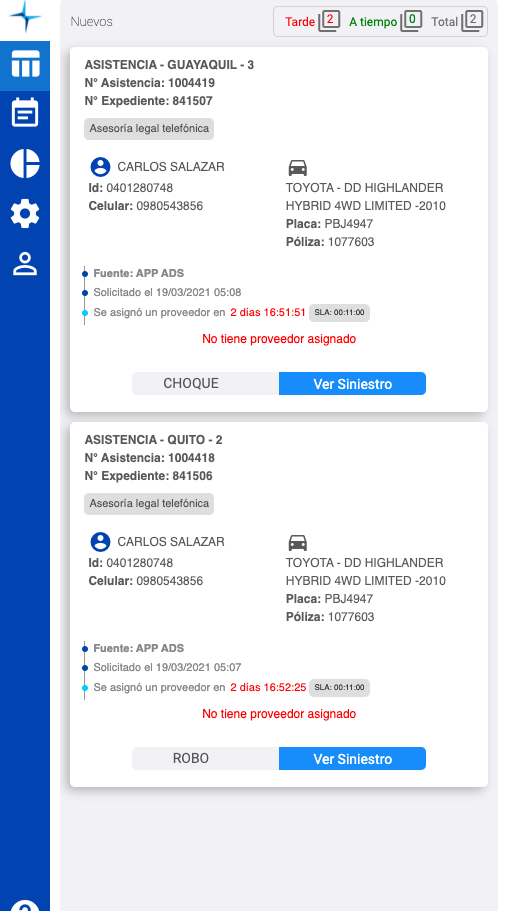 Nuevos
Tarde 2 A tiempo 0 Total 2
ASISTENCIA - GUAYAQUIL - 3
N° Asistencia: 1004419
N° Expediente: 841507
Asesoría legal telefónica
CARLOS SALAZAR
Id: 0401280748
Celular: 0980543856
TOYOTA - DD HIGHLANDER
HYBRID 4WD LIMITED -2010
Placa: PBJ4947
Póliza: 1077603
Fuente: APP ADS
Solicitado el 19/03/2021 05:08
Se asignó un proveedor en 2 días 16:51:51 SLA: 00:11:00
No tiene proveedor asignado
CHOQUE Ver Siniestro
ASISTENCIA - QUITO - 2
N° Asistencia: 1004418
N° Expediente: 841506
Asesoría legal telefónica
CARLOS SALAZAR
Id: 0401280748
Celular: 0980543856
TOYOTA - DD HIGHLANDER
HYBRID 4WD LIMITED -2010
Placa: PBJ4947
Póliza: 1077603
Fuente: APP ADS
Solicitado el 19/03/2021 05:07
Se asignó un proveedor en 2 días 16:52:25 SLA: 00:11:00
No tiene proveedor asignado
ROBO Ver Siniestro
?